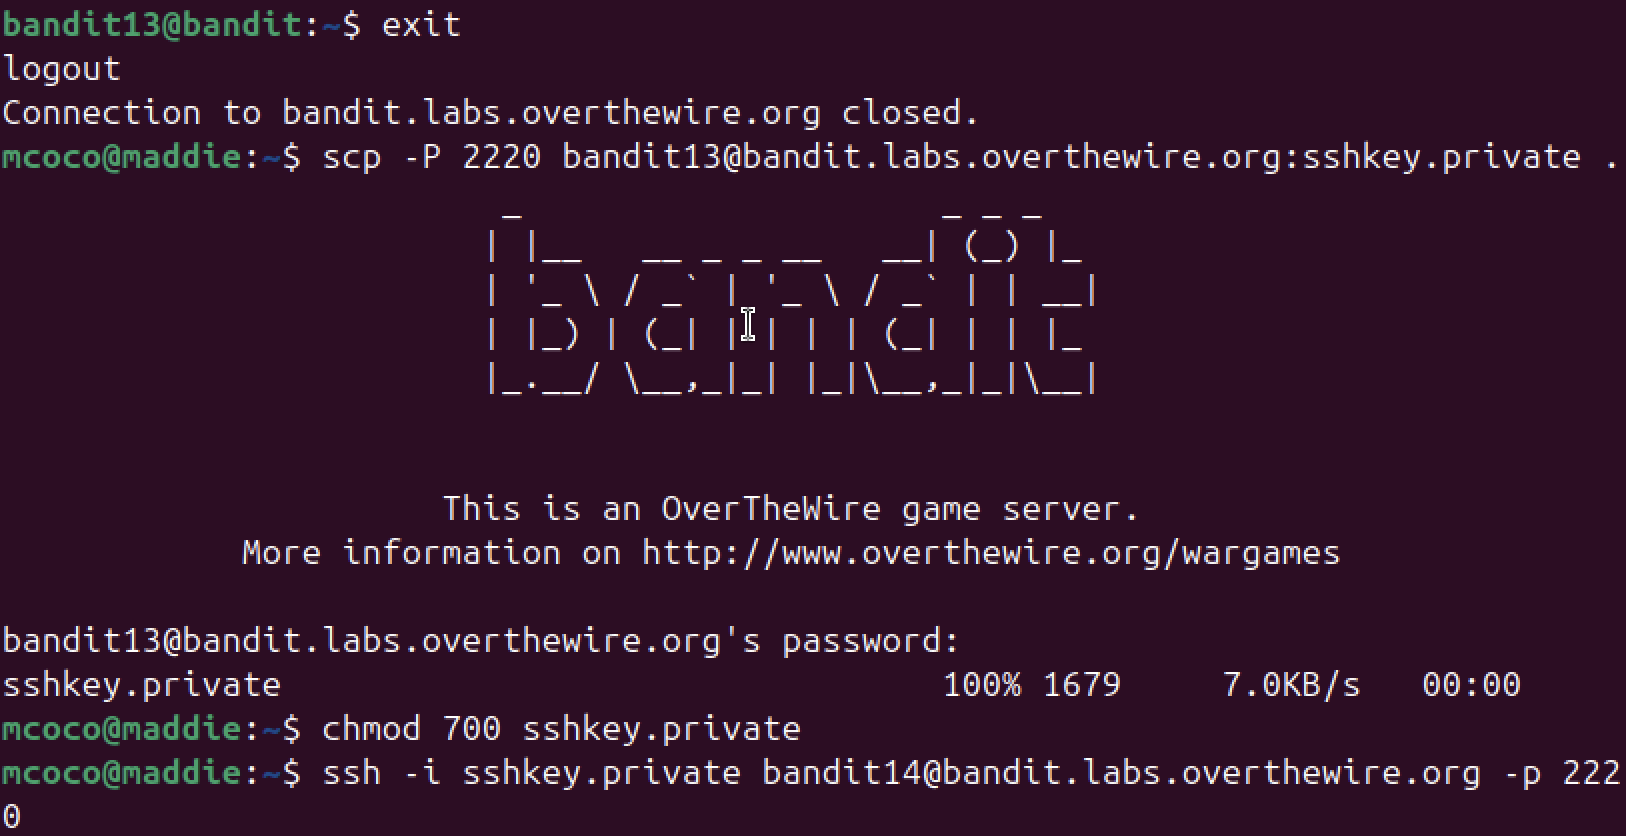 bandit13@bandit:~$ exit
logout
Connection to bandit.labs.overthewire.org closed.
mcoco@maddie:~$ scp -P 2220 bandit13@bandit.labs.overthewire.org:sshkey.private .
bandit
This is an OverTheWire game server.
More information on http://www.overthewire.org/wargames
bandit13@bandit.labs.overthewire.org's password:
sshkey.private 100% 1679 7.0KB/s 00:00
mcoco@maddie:~$ chmod 700 sshkey.private
mcoco@maddie:~$ ssh -i sshkey.private bandit14@bandit.labs.overthewire.org -p 222
0